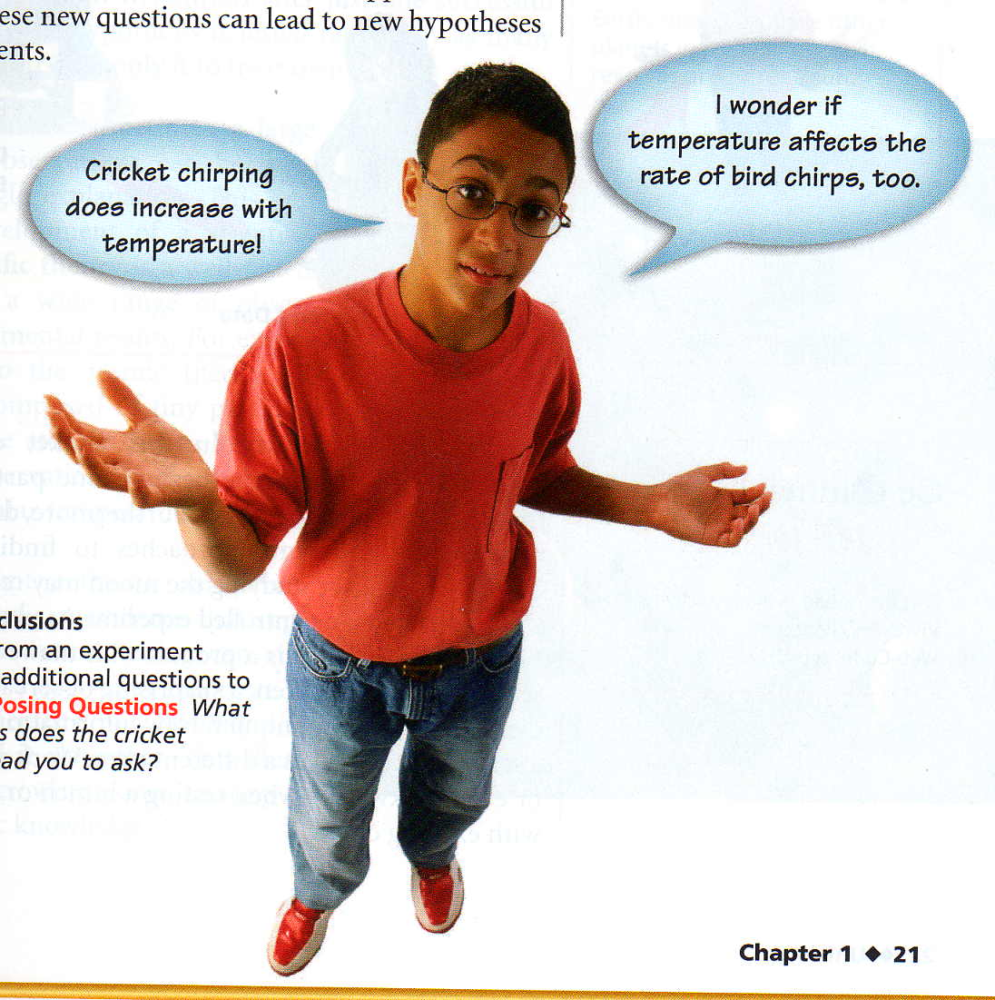 ese new questions can lead to new hypotheses
ents.
Cricket chirping
does increase with
temperature!
I wonder if
temperature affects the
rate of bird chirps, too.
clusions
rom an experiment
additional questions to
Posing Questions What
s does the cricket
ad you to ask?
Chapter 1 ◆ 21